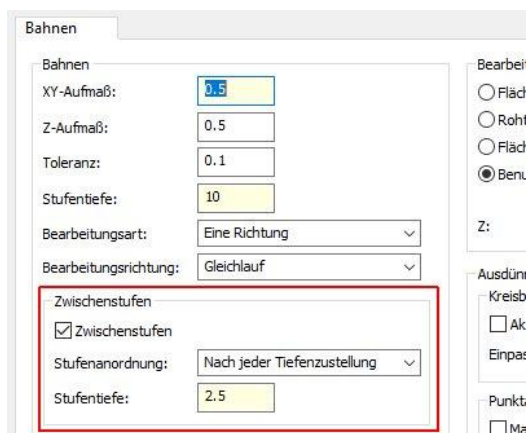 Bahnen
Bahnen
XY-Aufmaß: 0.5
Z-Aufmaß: 0.5
Toleranz: 0.1
Stufentiefe: 10
Bearbeitungsart: Eine Richtung
Bearbeitungsrichtung: Gleichlauf
Zwischenstufen
Zwischenstufen
Stufenanordnung: Nach jeder Tiefenzustellung
Stufentiefe: 2.5
Z: